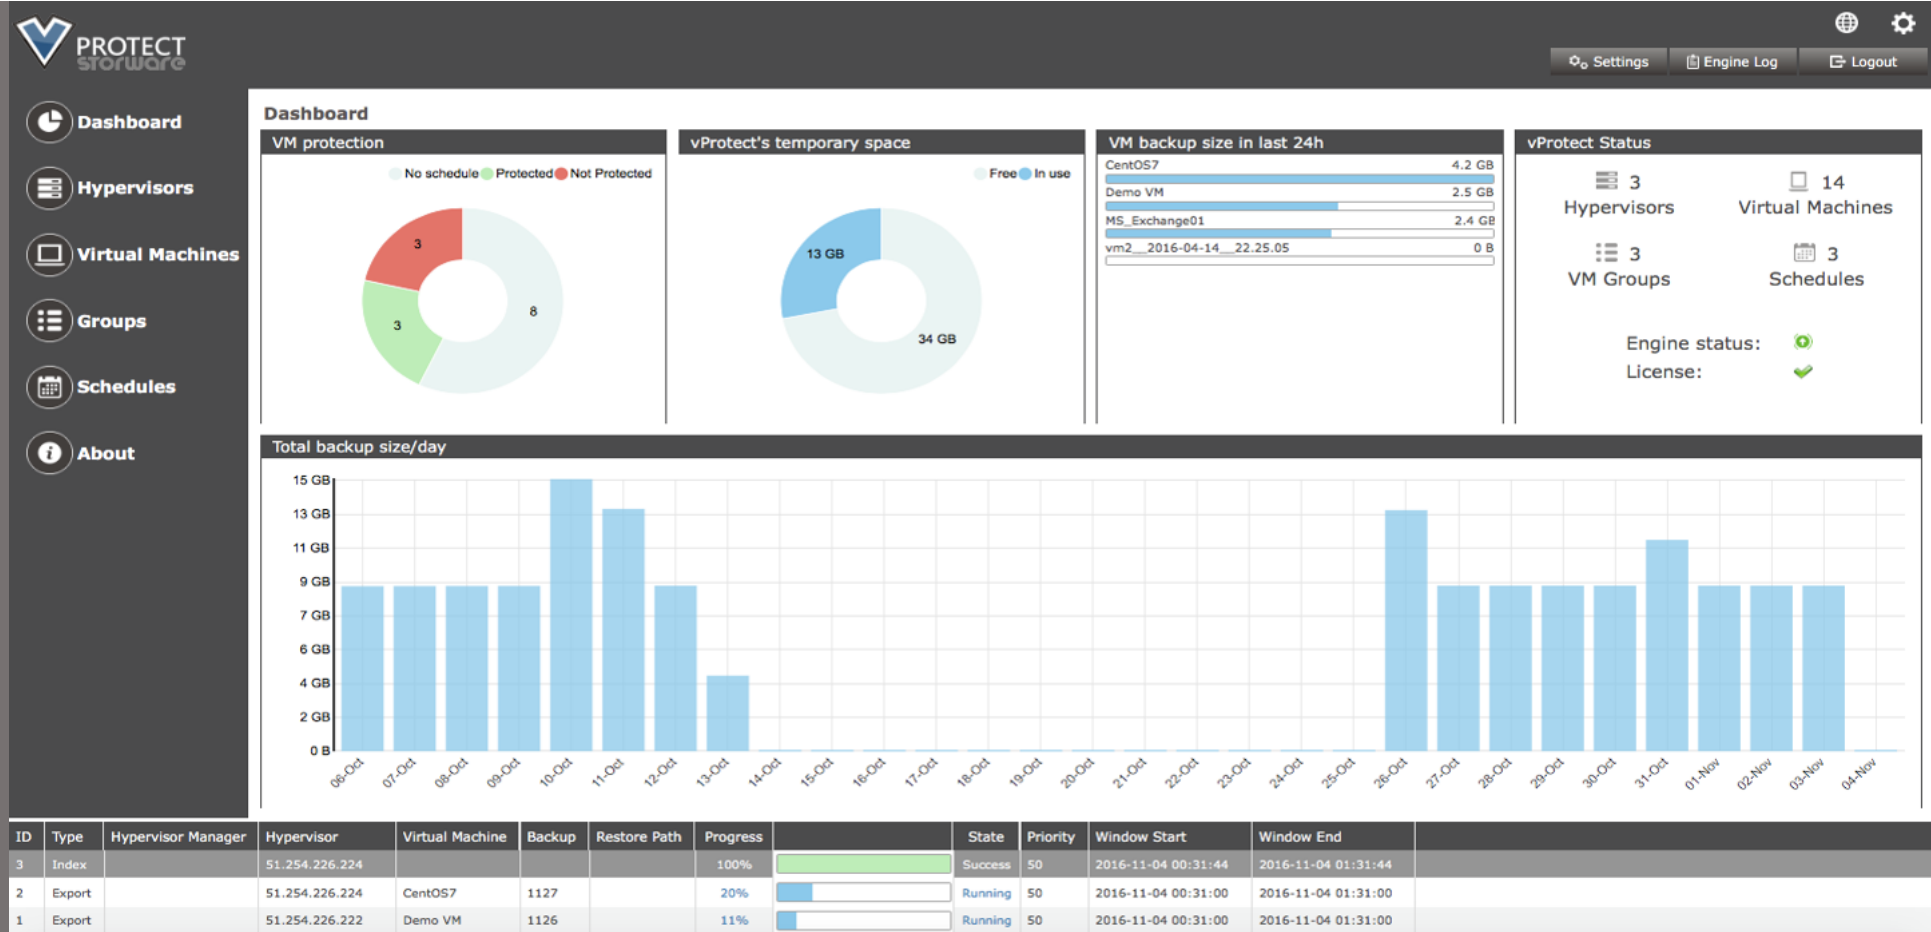 PROTECT
storware
Settings
Engine Log
Logout
Dashboard
Hypervisors
Virtual Machines
Groups
Schedules
About
Dashboard
VM protection
No schedule Protected Not Protected
3
3
8
vProtect's temporary space
Free In use
13 GB
34 GB
VM backup size in last 24h
CentOS7 4.2 GB
Demo VM 2.5 GB
MS_Exchange01 2.4 GB
vm2__2016-04-14__22.25.05 0 B
vProtect Status
3
Hypervisors
14
Virtual Machines
3
VM Groups
3
Schedules
Engine status:
License:
Total backup size/day
15 GB
13 GB
11 GB
9 GB
7 GB
6 GB
4 GB
2 GB
0 B
06-Oct 07-Oct 08-Oct 09-Oct 10-Oct 11-Oct 12-Oct 13-Oct 14-Oct 15-Oct 16-Oct 17-Oct 18-Oct 19-Oct 20-Oct 21-Oct 22-Oct 23-Oct 24-Oct 25-Oct 26-Oct 27-Oct 28-Oct 29-Oct 30-Oct 31-Oct 01-Nov 02-Nov 03-Nov 04-Nov
ID Type Hypervisor Manager Hypervisor Virtual Machine Backup Restore Path Progress State Priority Window Start Window End
3 Index 51.254.226.224 100% Success 50 2016-11-04 00:31:44 2016-11-04 01:31:44
2 Export 51.254.226.224 CentOS7 1127 20% Running 50 2016-11-04 00:31:00 2016-11-04 01:31:00
1 Export 51.254.226.222 Demo VM 1126 11% Running 50 2016-11-04 00:31:00 2016-11-04 01:31:00